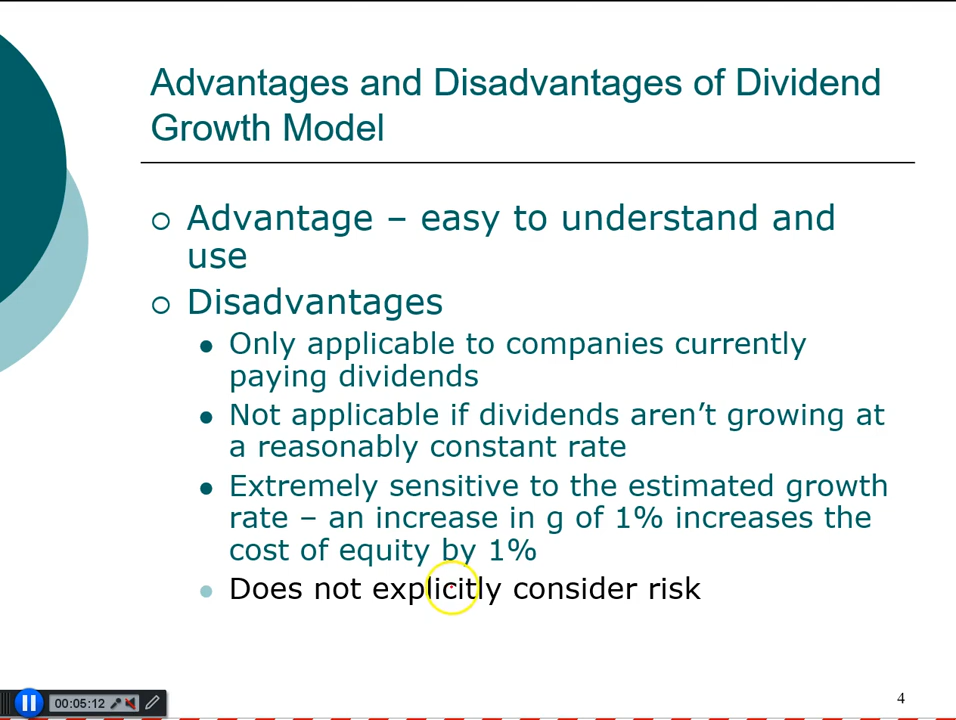 Advantages and Disadvantages of Dividend
Growth Model
Advantage – easy to understand and
use
Disadvantages
Only applicable to companies currently
paying dividends
Not applicable if dividends aren’t growing at
a reasonably constant rate
Extremely sensitive to the estimated growth
rate – an increase in g of 1% increases the
cost of equity by 1%
Does not explicitly consider risk
00:05:12
4